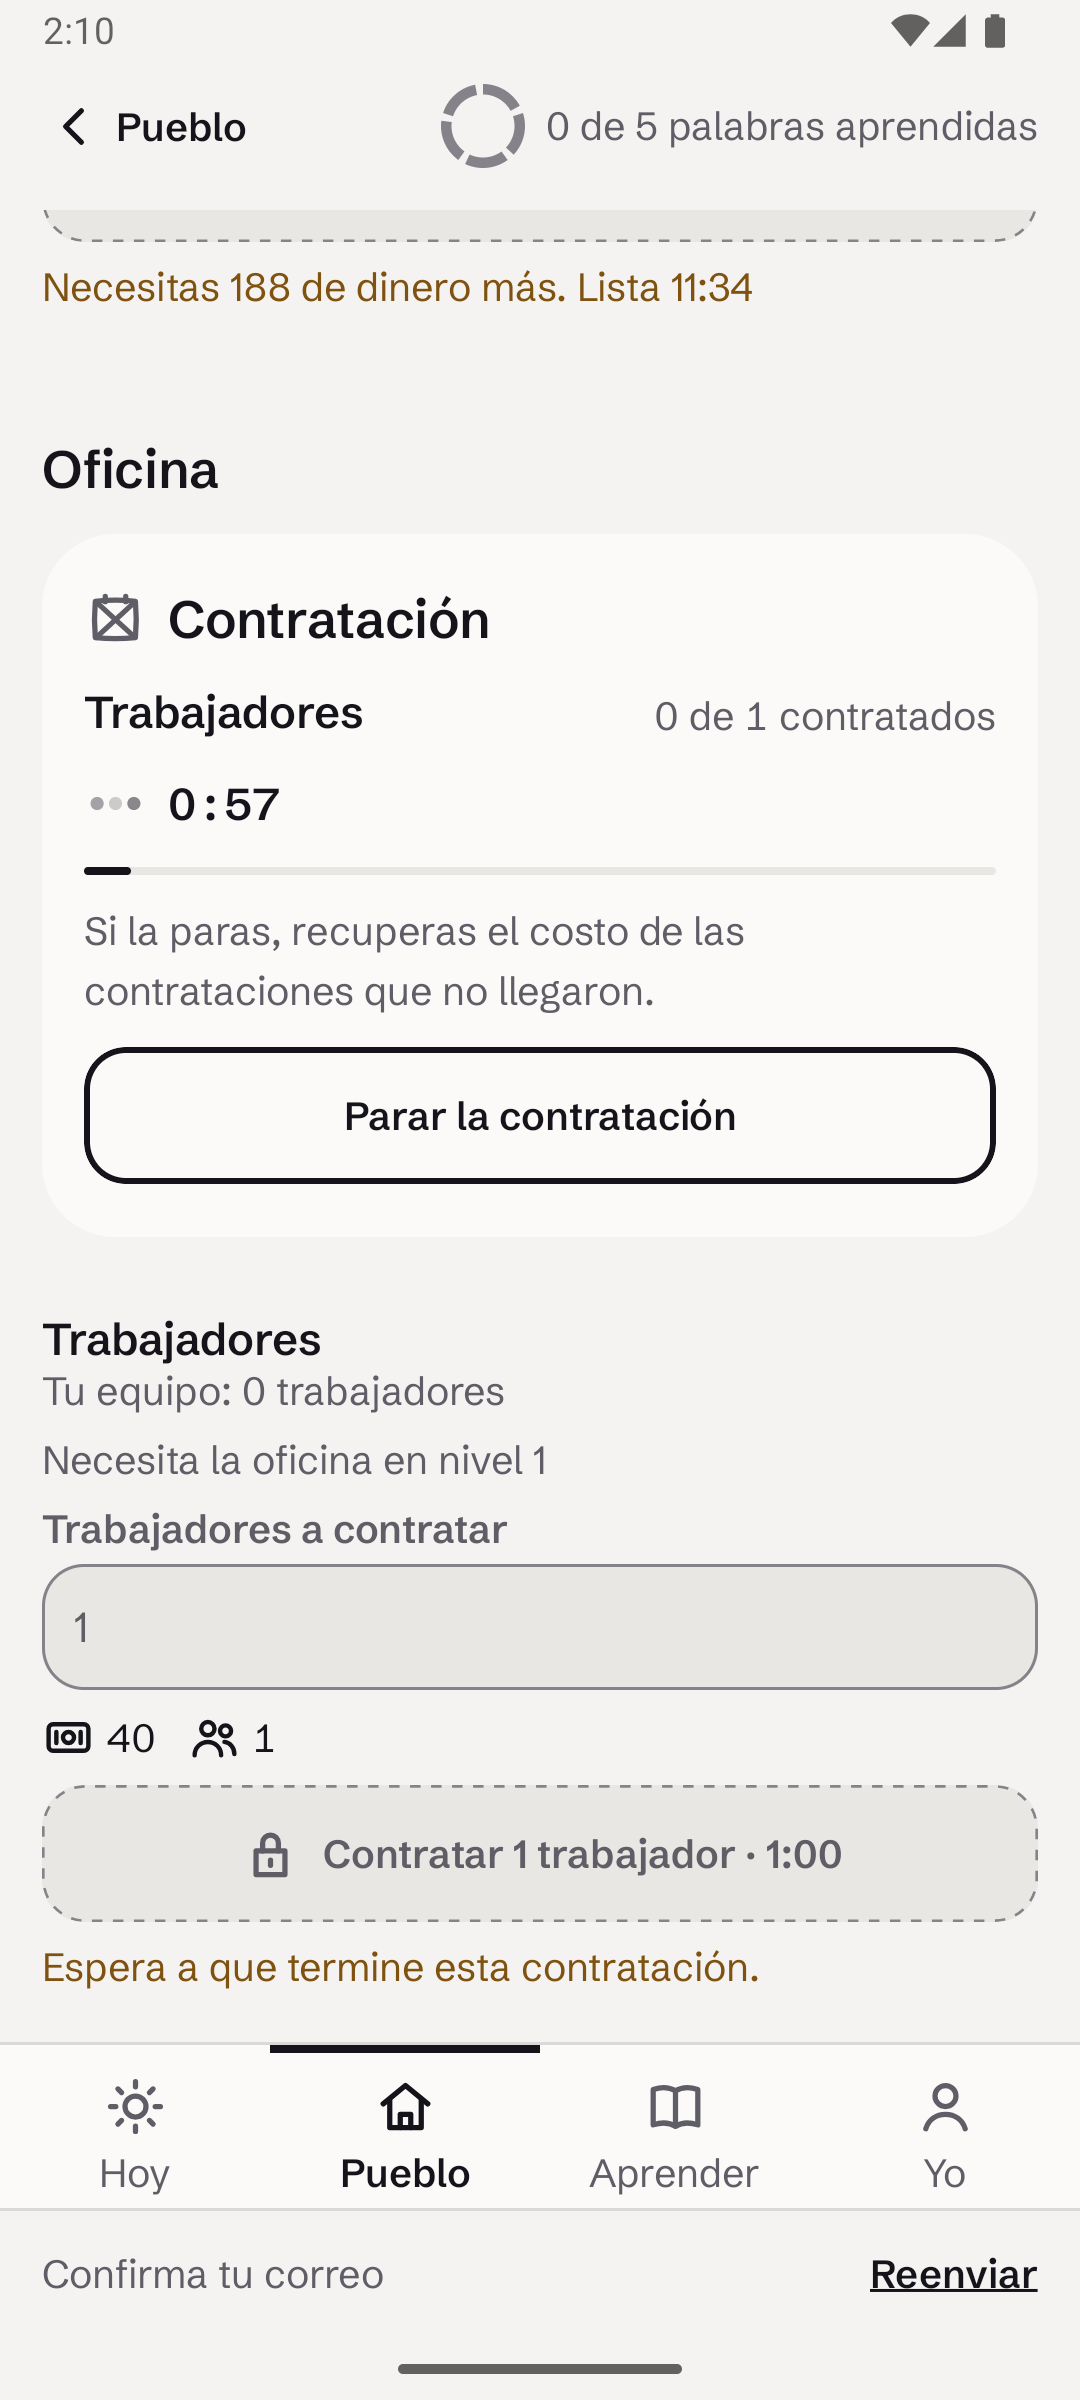 2:10
Pueblo
0 de 5 palabras aprendidas
Necesitas 188 de dinero más. Lista 11:34
Oficina
Contratación
Trabajadores
0 de 1 contratados
0:57
Si la paras, recuperas el costo de las
contrataciones que no llegaron.
Parar la contratación
Trabajadores
Tu equipo: 0 trabajadores
Necesita la oficina en nivel 1
Trabajadores a contratar
1
40 1
Contratar 1 trabajador · 1:00
Espera a que termine esta contratación.
Hoy
Pueblo
Aprender
Yo
Confirma tu correo
Reenviar